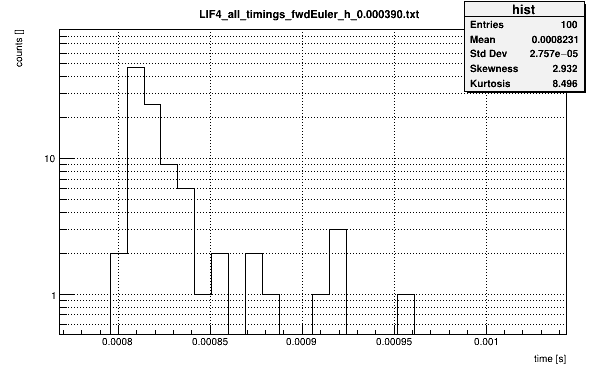 LIF4_all_timings_fwdEuler_h_0.000390.txt
hist
Entries 100
Mean 0.0008231
Std Dev 2.757e−05
Skewness 2.932
Kurtosis 8.496
counts []
10
1
0.0008 0.00085 0.0009 0.00095 0.001
time [s]